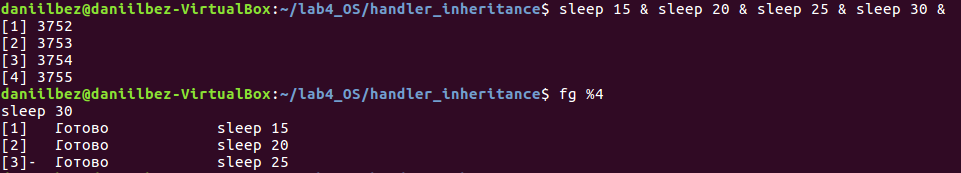 daniilbez@daniilbez-VirtualBox:~/lab4_OS/handler_inheritance$ sleep 15 & sleep 20 & sleep 25 & sleep 30 &
[1] 3752
[2] 3753
[3] 3754
[4] 3755
daniilbez@daniilbez-VirtualBox:~/lab4_OS/handler_inheritance$ fg %4
sleep 30
[1]   Готово             sleep 15
[2]   Готово             sleep 20
[3]-  Готово             sleep 25